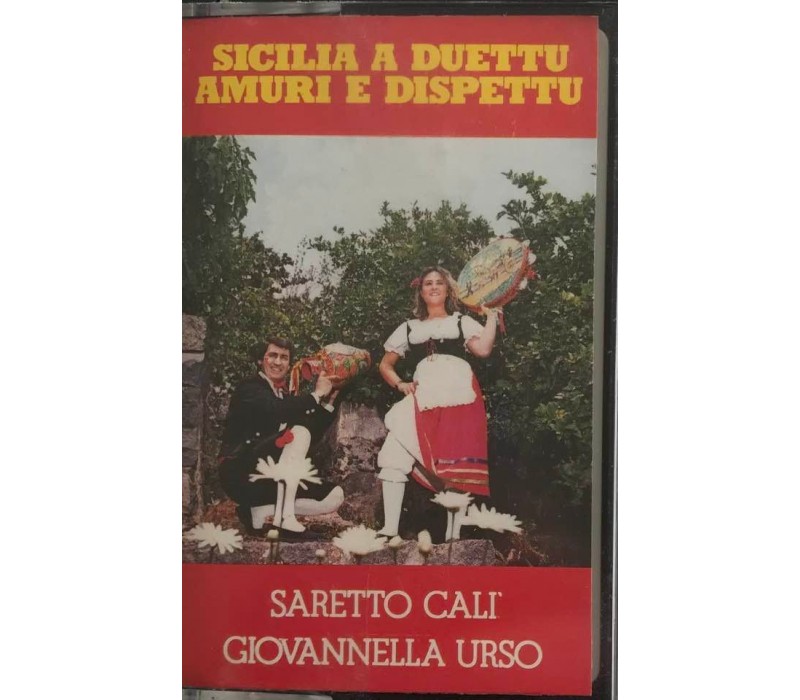 SICILIA A DUETTU
AMURI E DISPETTU
SARETTO CALI'
GIOVANNELLA URSO